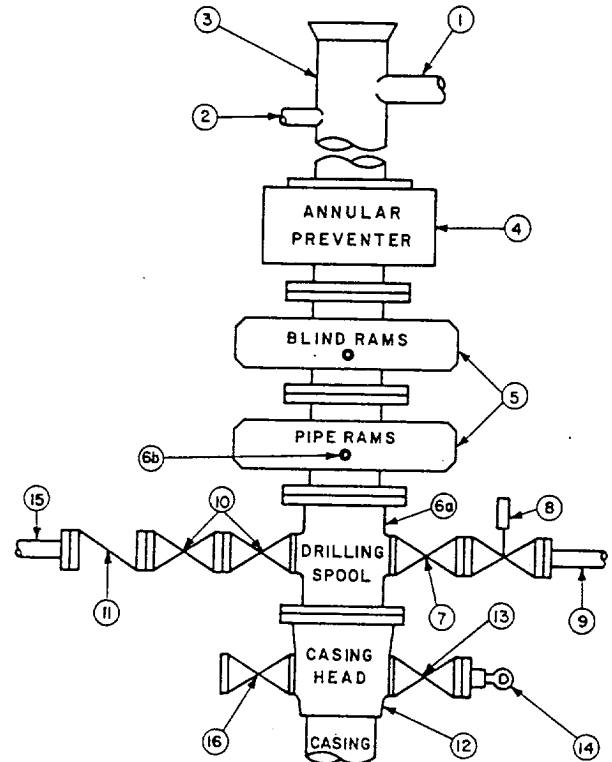 3
1
2
ANNULAR
PREVENTER
4
BLIND RAMS
5
PIPE RAMS
6b
15
10
6a
8
DRILLING
SPOOL
11
7
9
13
CASING
HEAD
16
12
14
CASING